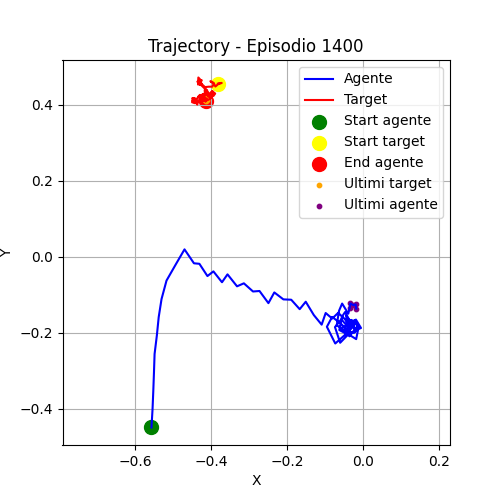 Trajectory - Episodio 1400
Agente
Target
Start agente
Start target
End agente
Ultimi target
Ultimi agente
Y
0.4
0.2
0.0
−0.2
−0.4
−0.6
−0.4
−0.2
0.0
0.2
X